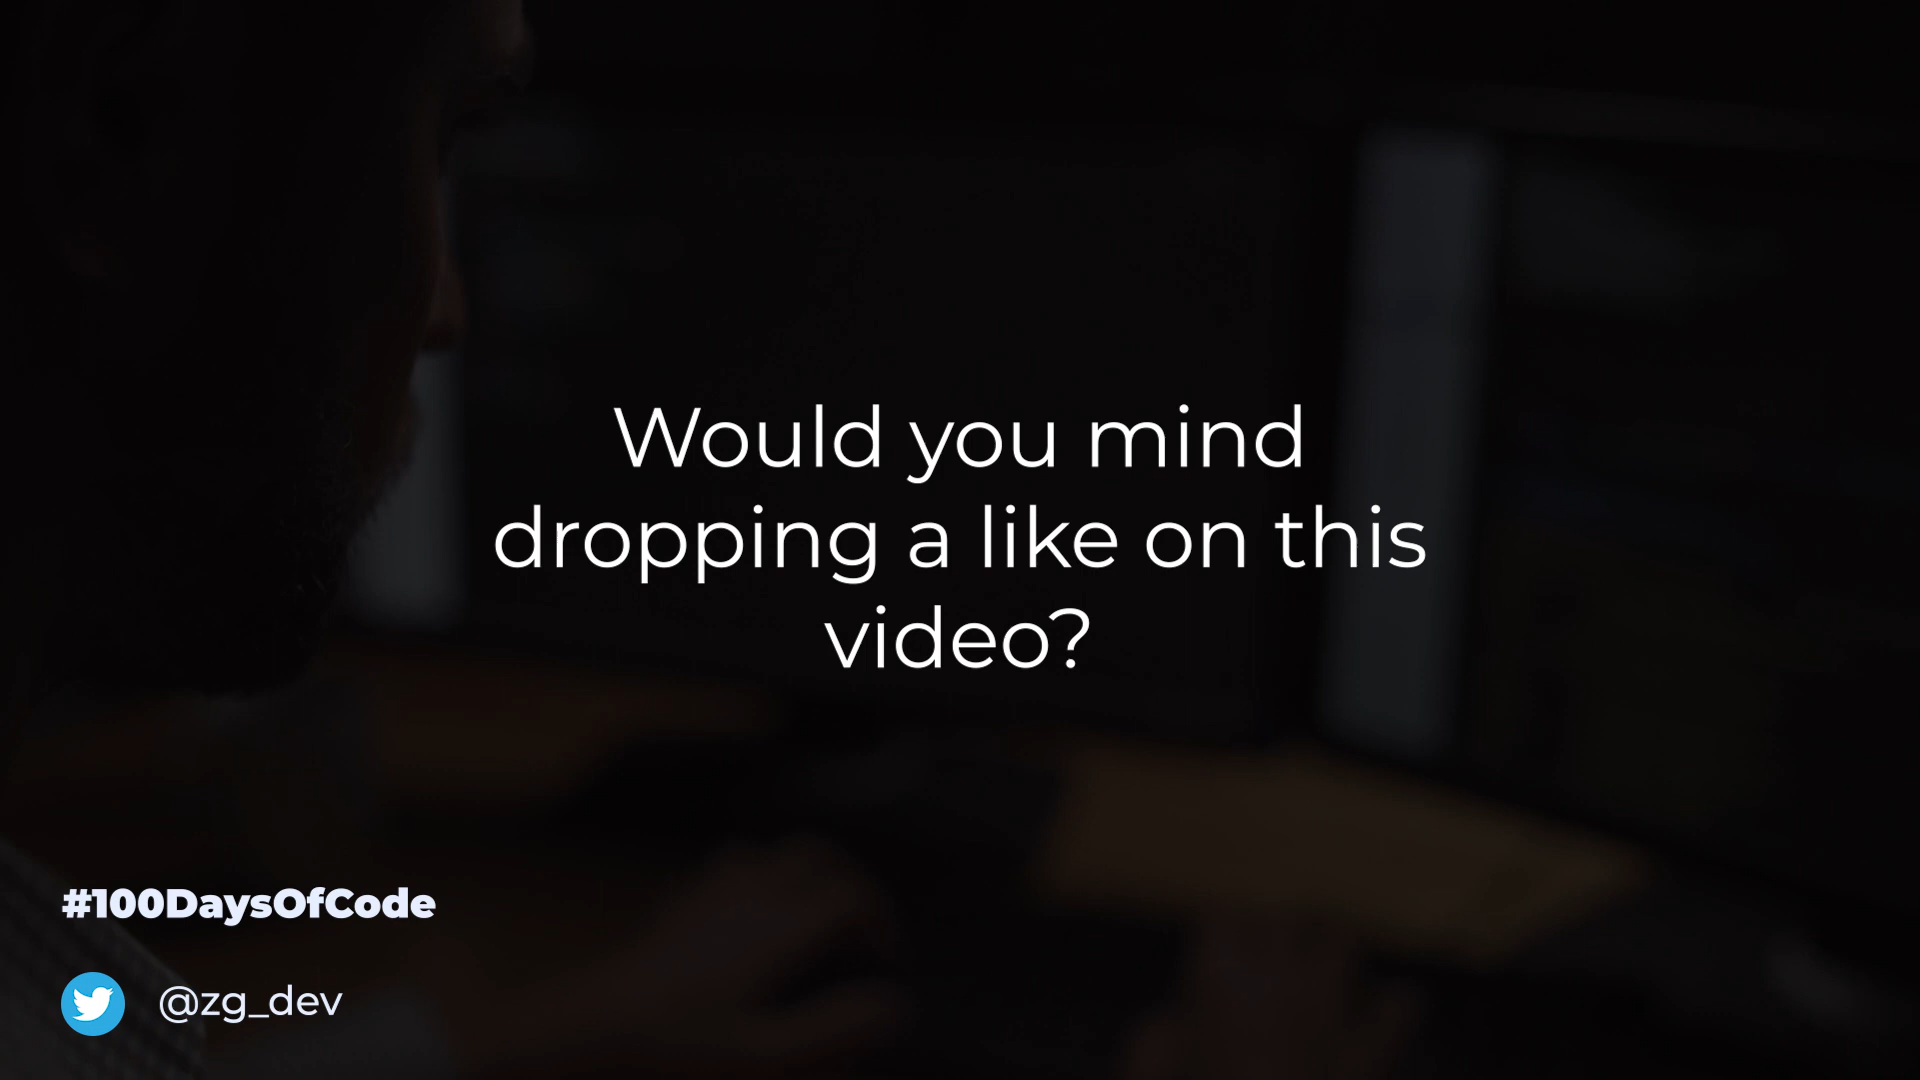 Would you mind
dropping a like on this
video?
#100DaysOfCode
@zg_dev